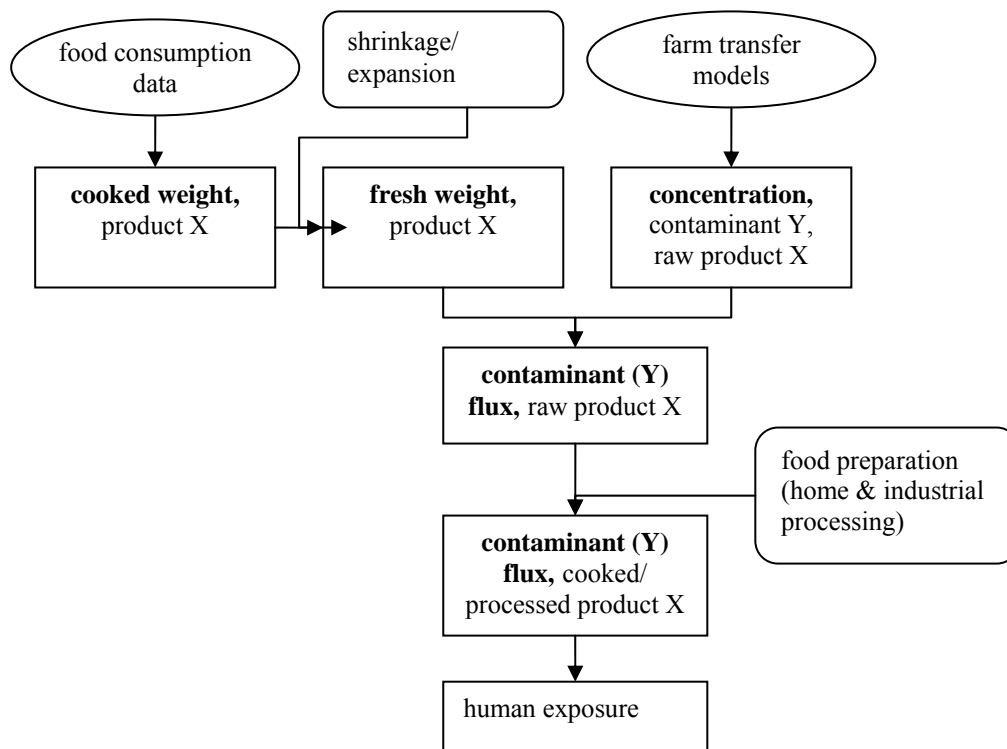 food consumption
data
shrinkage/
expansion
farm transfer
models
cooked weight,
product X
fresh weight,
product X
concentration,
contaminant Y,
raw product X
contaminant (Y)
flux, raw product X
food preparation
(home & industrial
processing)
contaminant (Y)
flux, cooked/
processed product X
human exposure